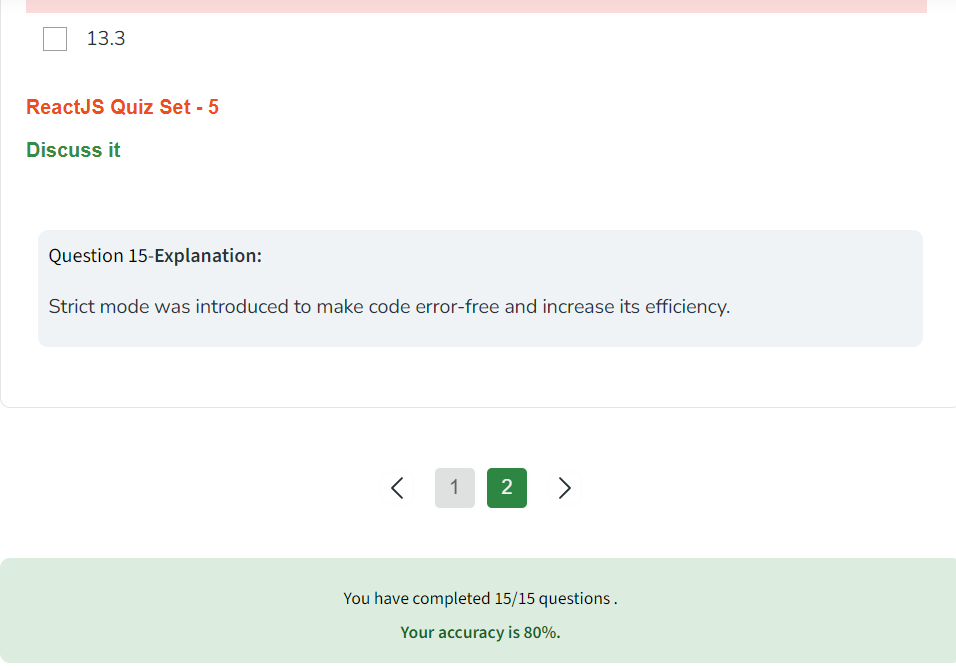 13.3
ReactJS Quiz Set - 5
Discuss it
Question 15-Explanation:
Strict mode was introduced to make code error-free and increase its efficiency.
1 2
You have completed 15/15 questions .
Your accuracy is 80%.